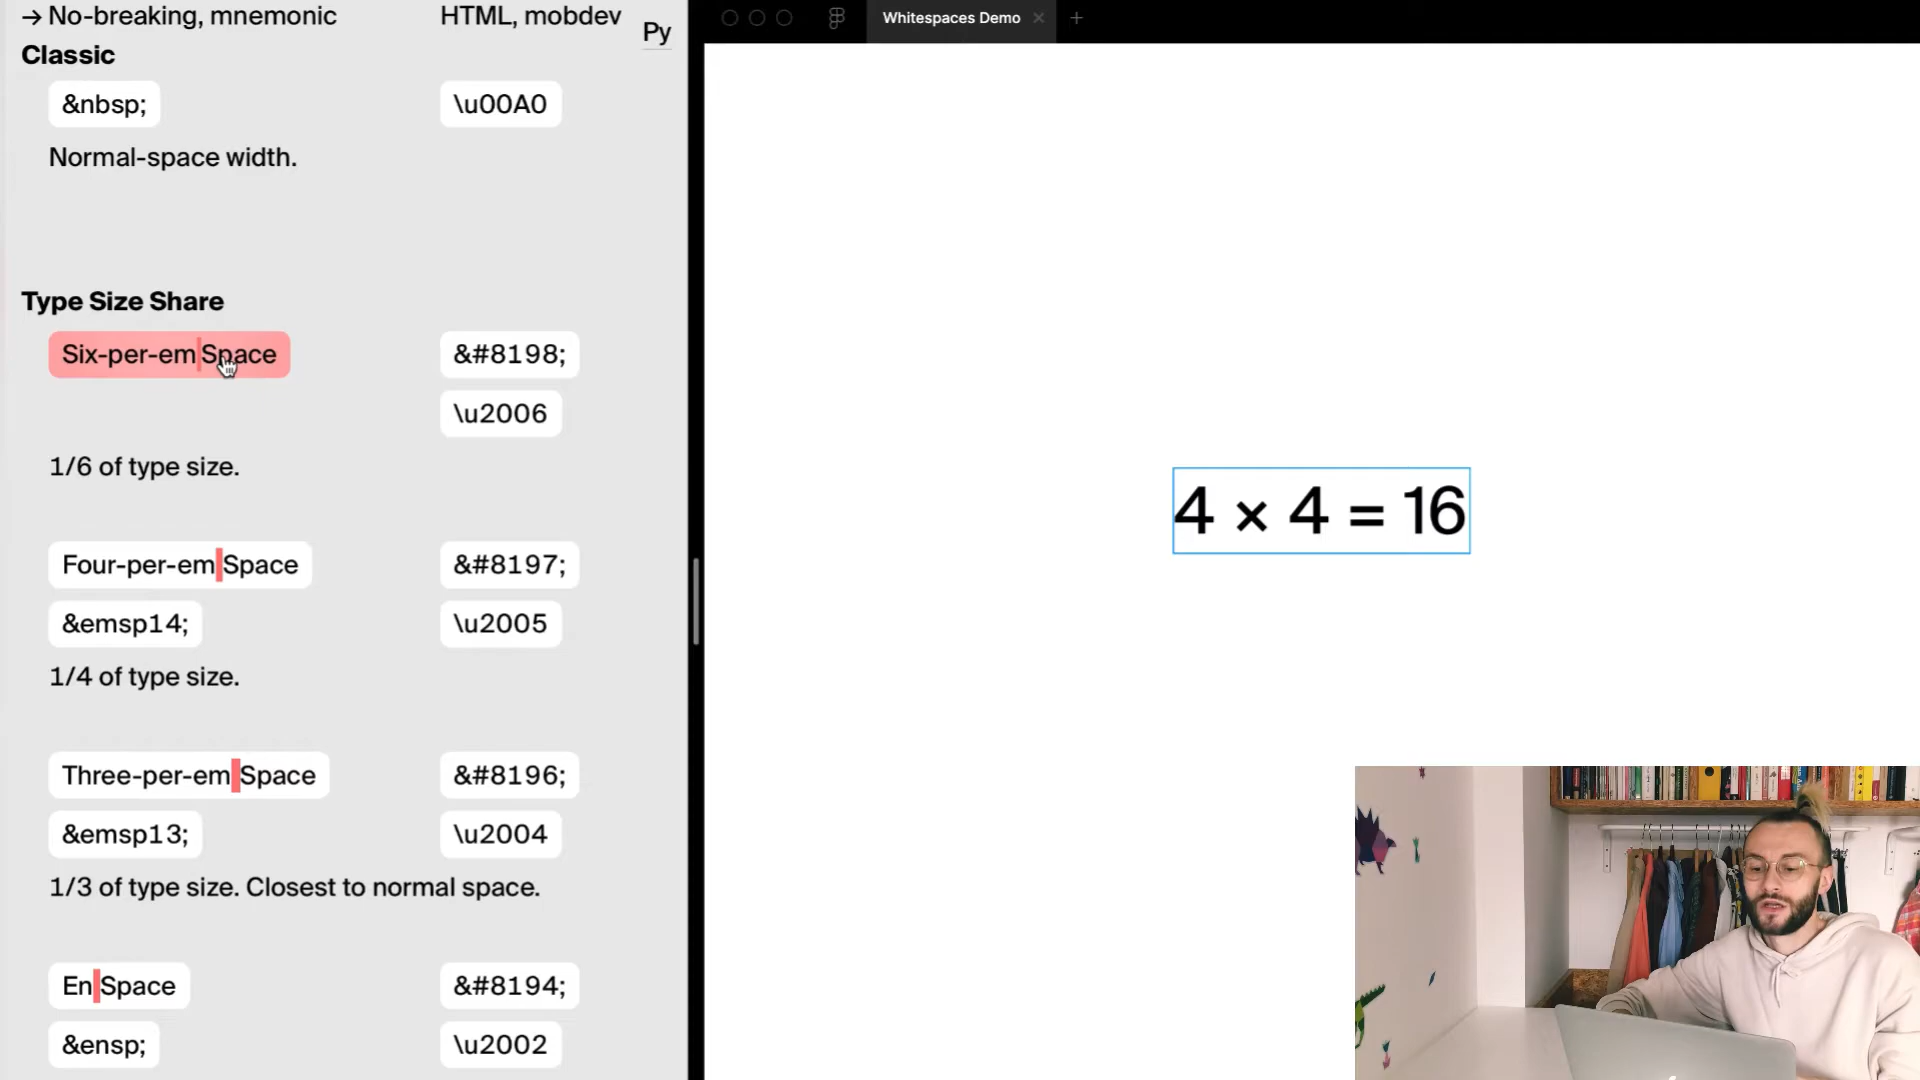 → No-breaking, mnemonic
HTML, mobdev
Py
Classic
&nbsp;
\u00A0
Normal-space width.
Type Size Share
Six-per-em Space
&#8198;
\u2006
1/6 of type size.
Four-per-em Space
&#8197;
&emsp14;
\u2005
1/4 of type size.
Three-per-em Space
&#8196;
&emsp13;
\u2004
1/3 of type size. Closest to normal space.
En Space
&#8194;
&ensp;
\u2002
Whitespaces Demo
4 × 4 = 16